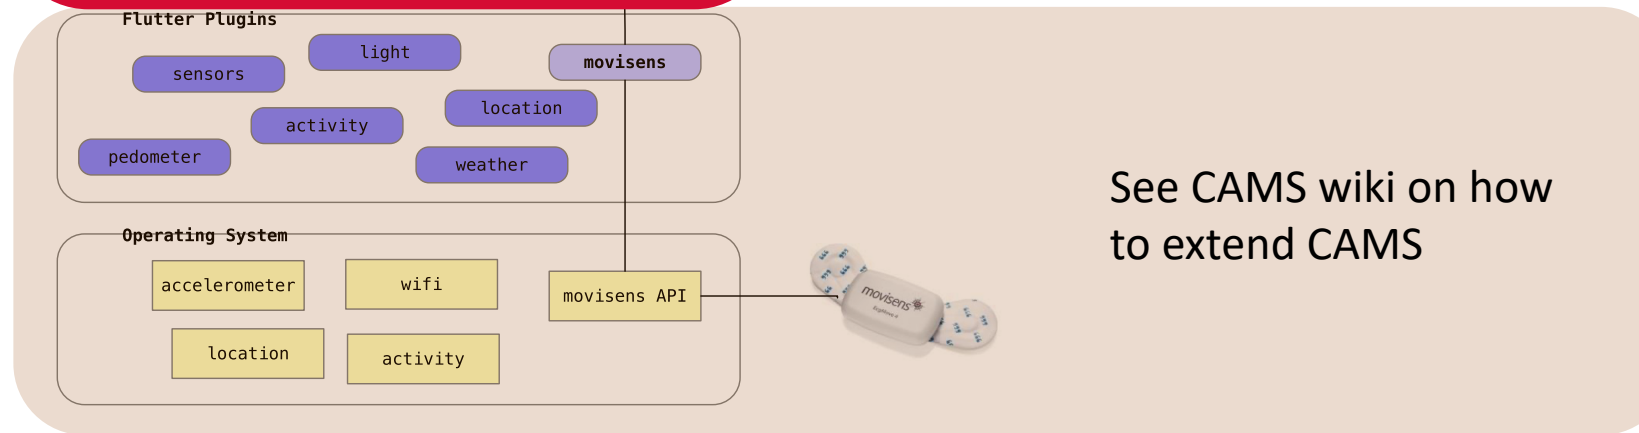 Flutter Plugins
light
movisens
sensors
location
activity
pedometer
weather
See CAMS wiki on how
to extend CAMS
Operating System
accelerometer
wifi
movisens API
movisens
location
activity